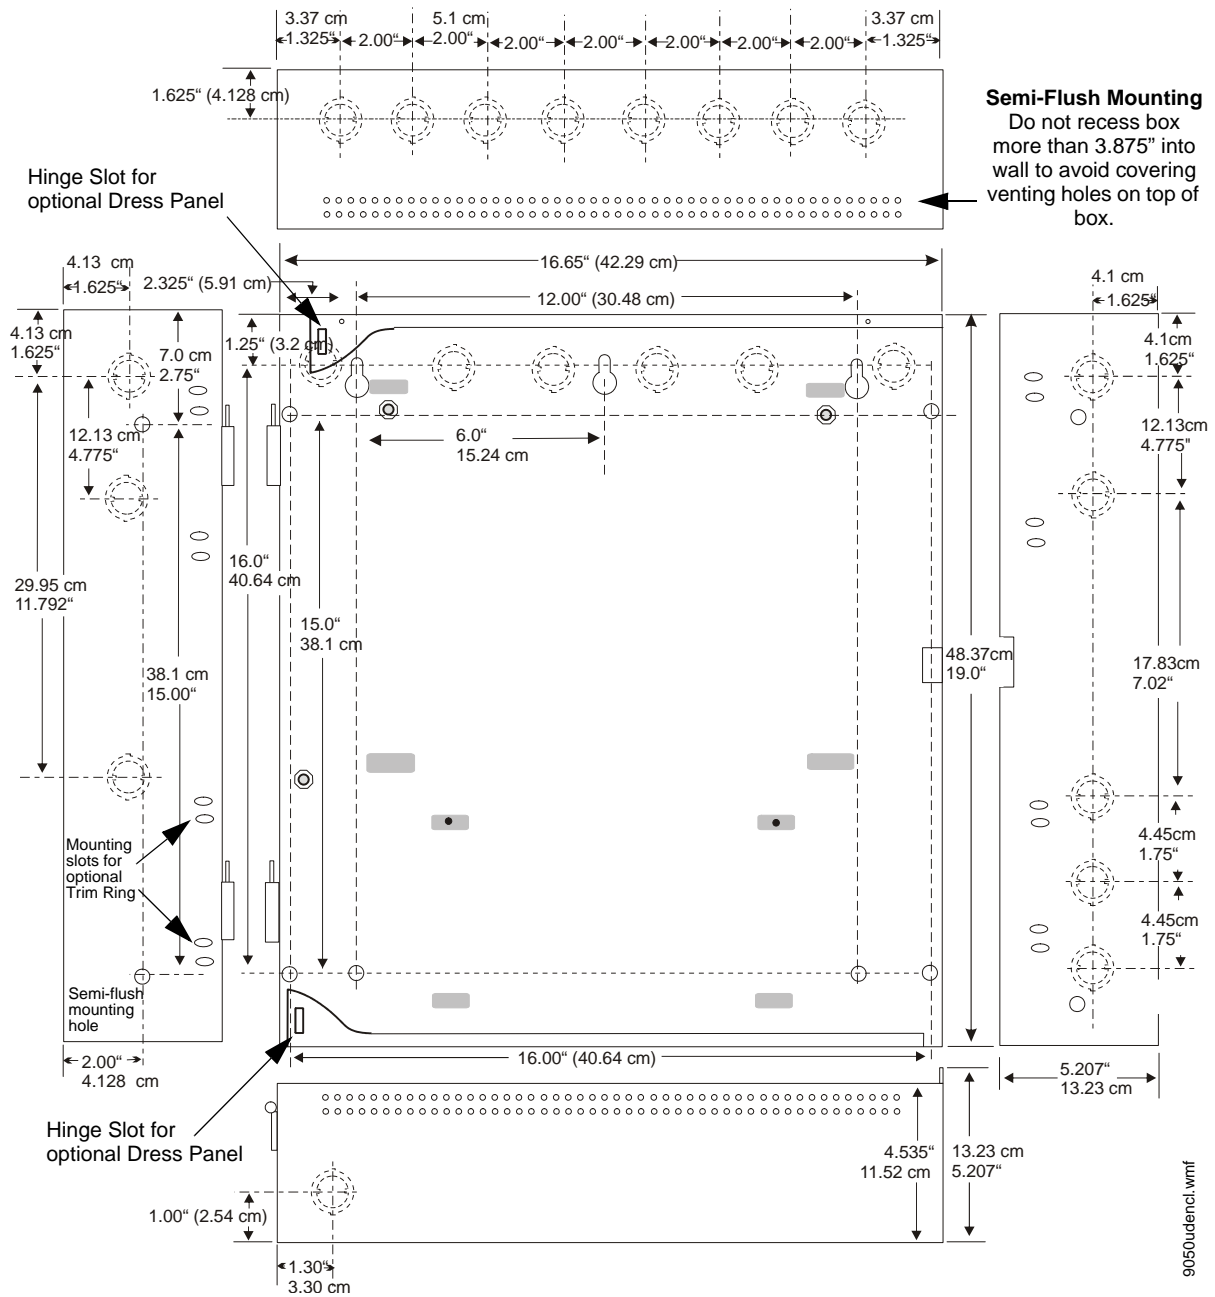 3.37 cm
1.325“
5.1 cm
3.37 cm
1.325“
2.00“ 2.00“ 2.00“ 2.00“ 2.00“ 2.00“ 2.00“
1.625“ (4.128 cm)
Semi-Flush Mounting
Do not recess box
more than 3.875” into
wall to avoid covering
venting holes on top of
box.
Hinge Slot for
optional Dress Panel
4.13 cm
1.625“
2.325“ (5.91 cm)
16.65“ (42.29 cm)
12.00“ (30.48 cm)
4.1 cm
1.625“
4.13 cm
1.625“
7.0 cm
2.75“
1.25“ (3.2 cm)
4.1cm
1.625“
12.13 cm
4.775“
6.0“
15.24 cm
12.13cm
4.775"
29.95 cm
11.792“
16.0“
40.64 cm
15.0“
38.1 cm
38.1 cm
15.00“
48.37cm
19.0“
17.83cm
7.02“
Mounting
slots for
optional
Trim Ring
4.45cm
1.75“
4.45cm
1.75“
Semi-flush
mounting
hole
2.00“
4.128 cm
16.00“ (40.64 cm)
5.207“
13.23 cm
Hinge Slot for
optional Dress Panel
4.535“
11.52 cm
13.23 cm
5.207“
1.00“ (2.54 cm)
1.30“
3.30 cm
9050udencl.wmf